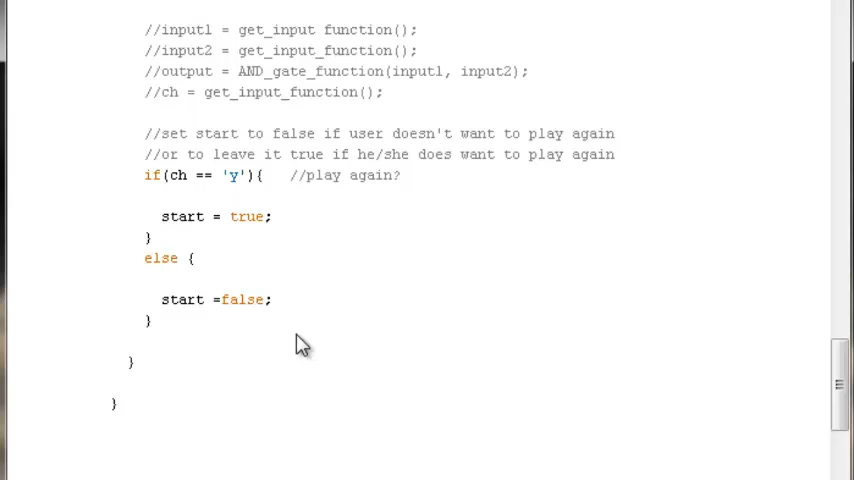 //input1 = get_input function();
//input2 = get_input_function();
//output = AND_gate_function(input1, input2);
//ch = get_input_function();
//set start to false if user doesn't want to play again
//or to leave it true if he/she does want to play again
if(ch == 'y'){ //play again?
start = true;
}
else {
start =false;
}
}
}